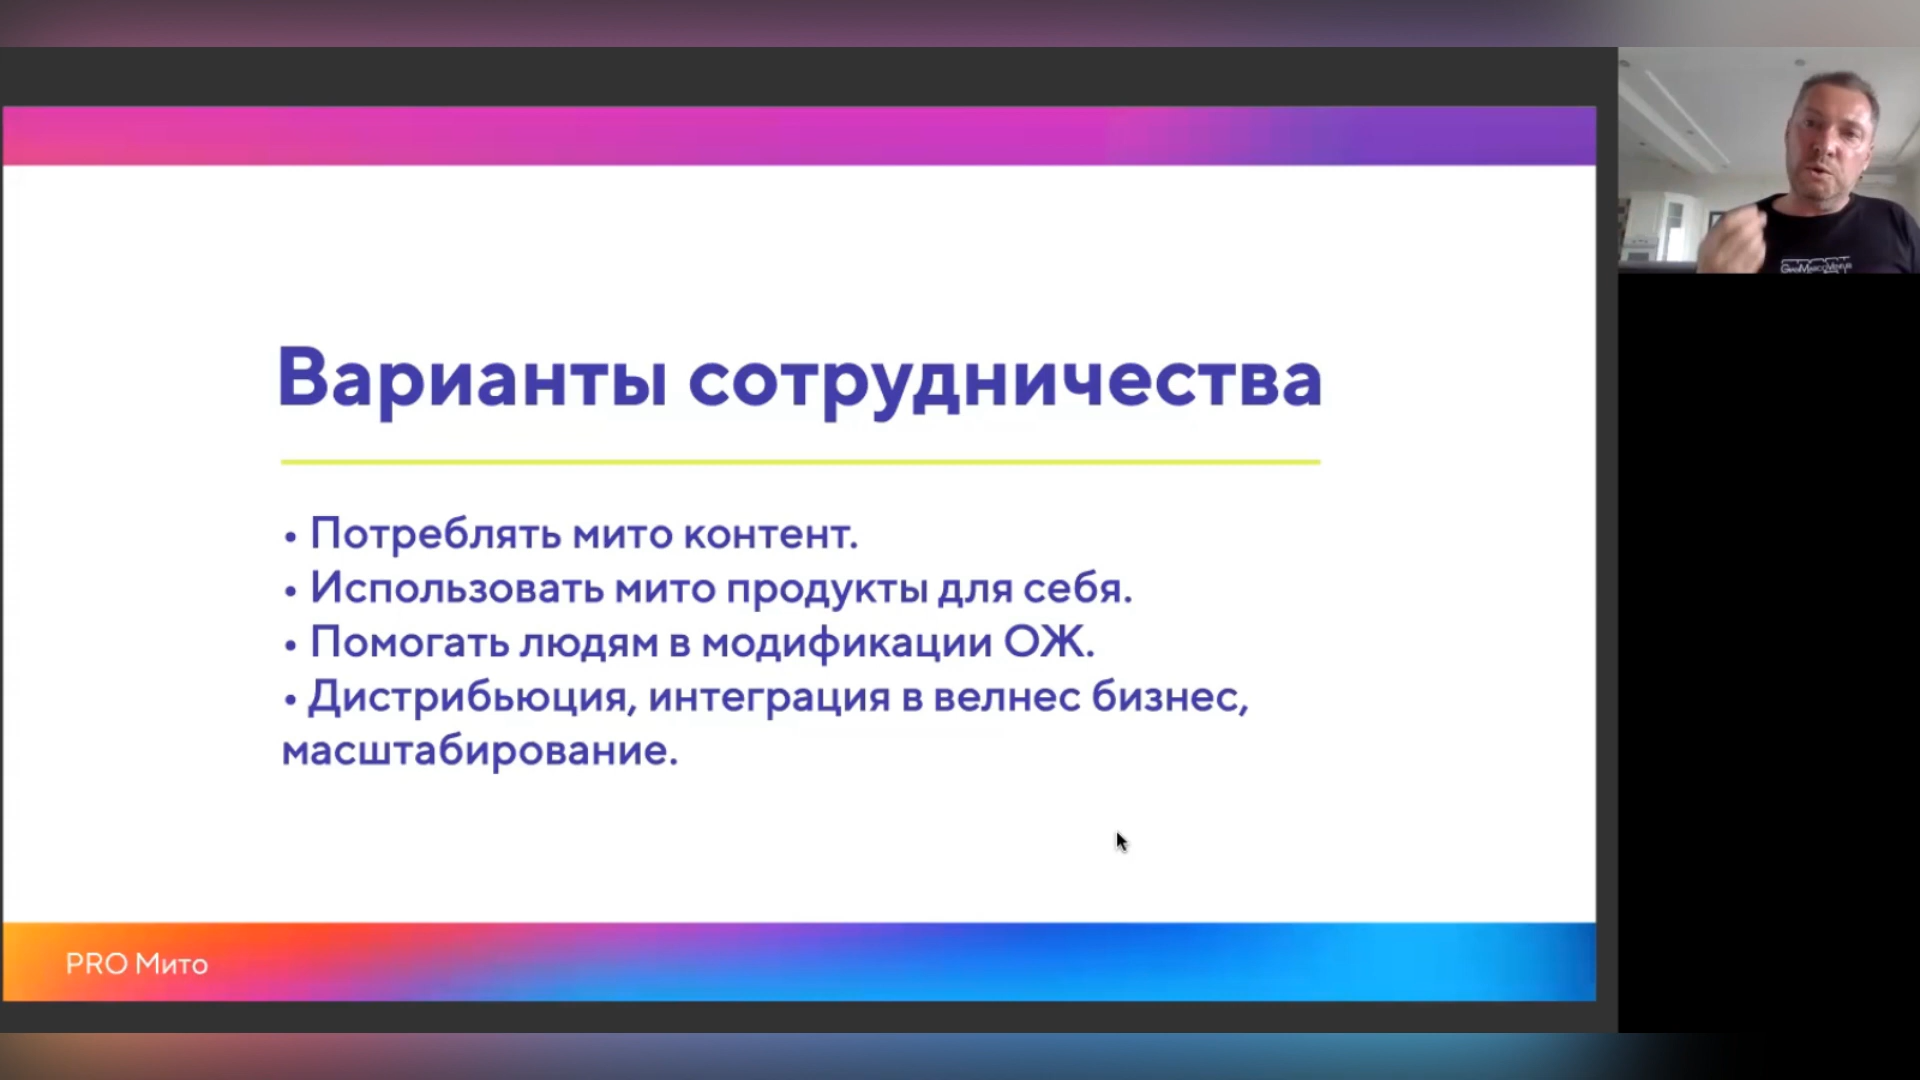 Варианты сотрудничества
• Потреблять мито контент.
• Использовать мито продукты для себя.
• Помогать людям в модификации ОЖ.
• Дистрибьюция, интеграция в велнес бизнес,
масштабирование.
PRO Мито